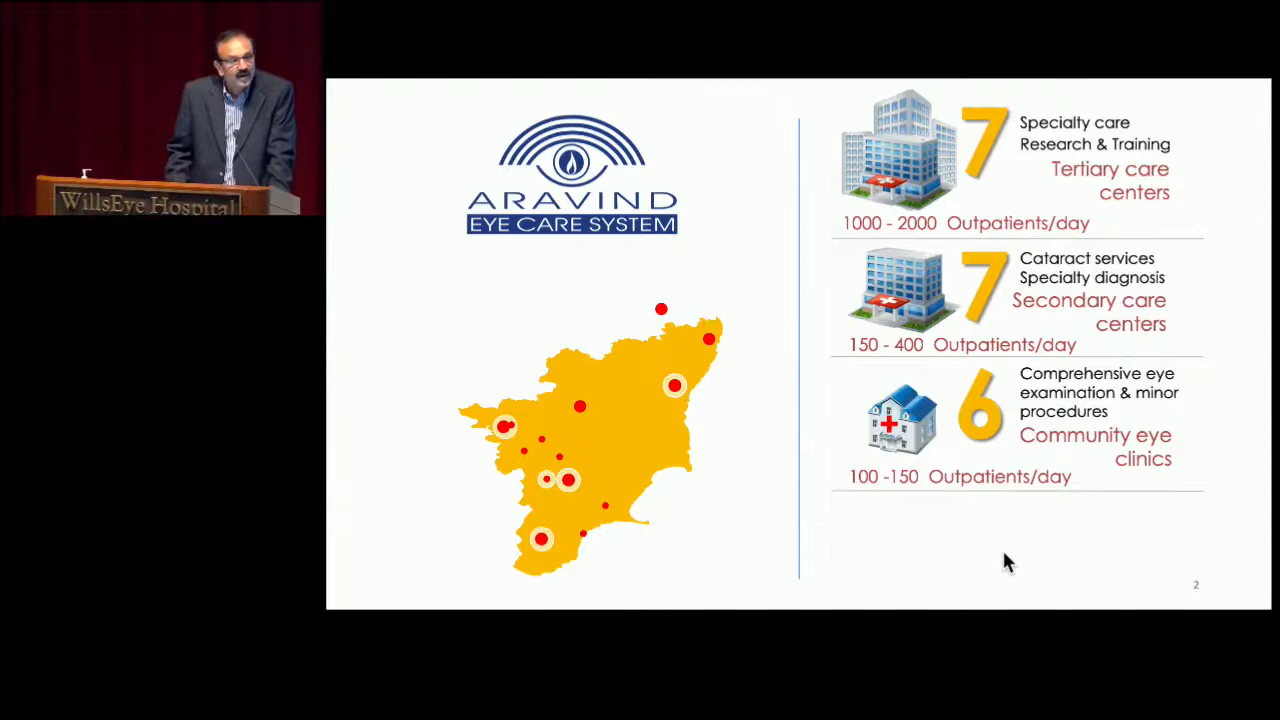 WillsEye Hospital
ARAVIND
EYE CARE SYSTEM
7
Specialty care
Research & Training
Tertiary care
centers
1000 - 2000 Outpatients/day
7
Cataract services
Specialty diagnosis
Secondary care
centers
150 - 400 Outpatients/day
6
Comprehensive eye
examination & minor
procedures
Community eye
clinics
100 -150 Outpatients/day
2